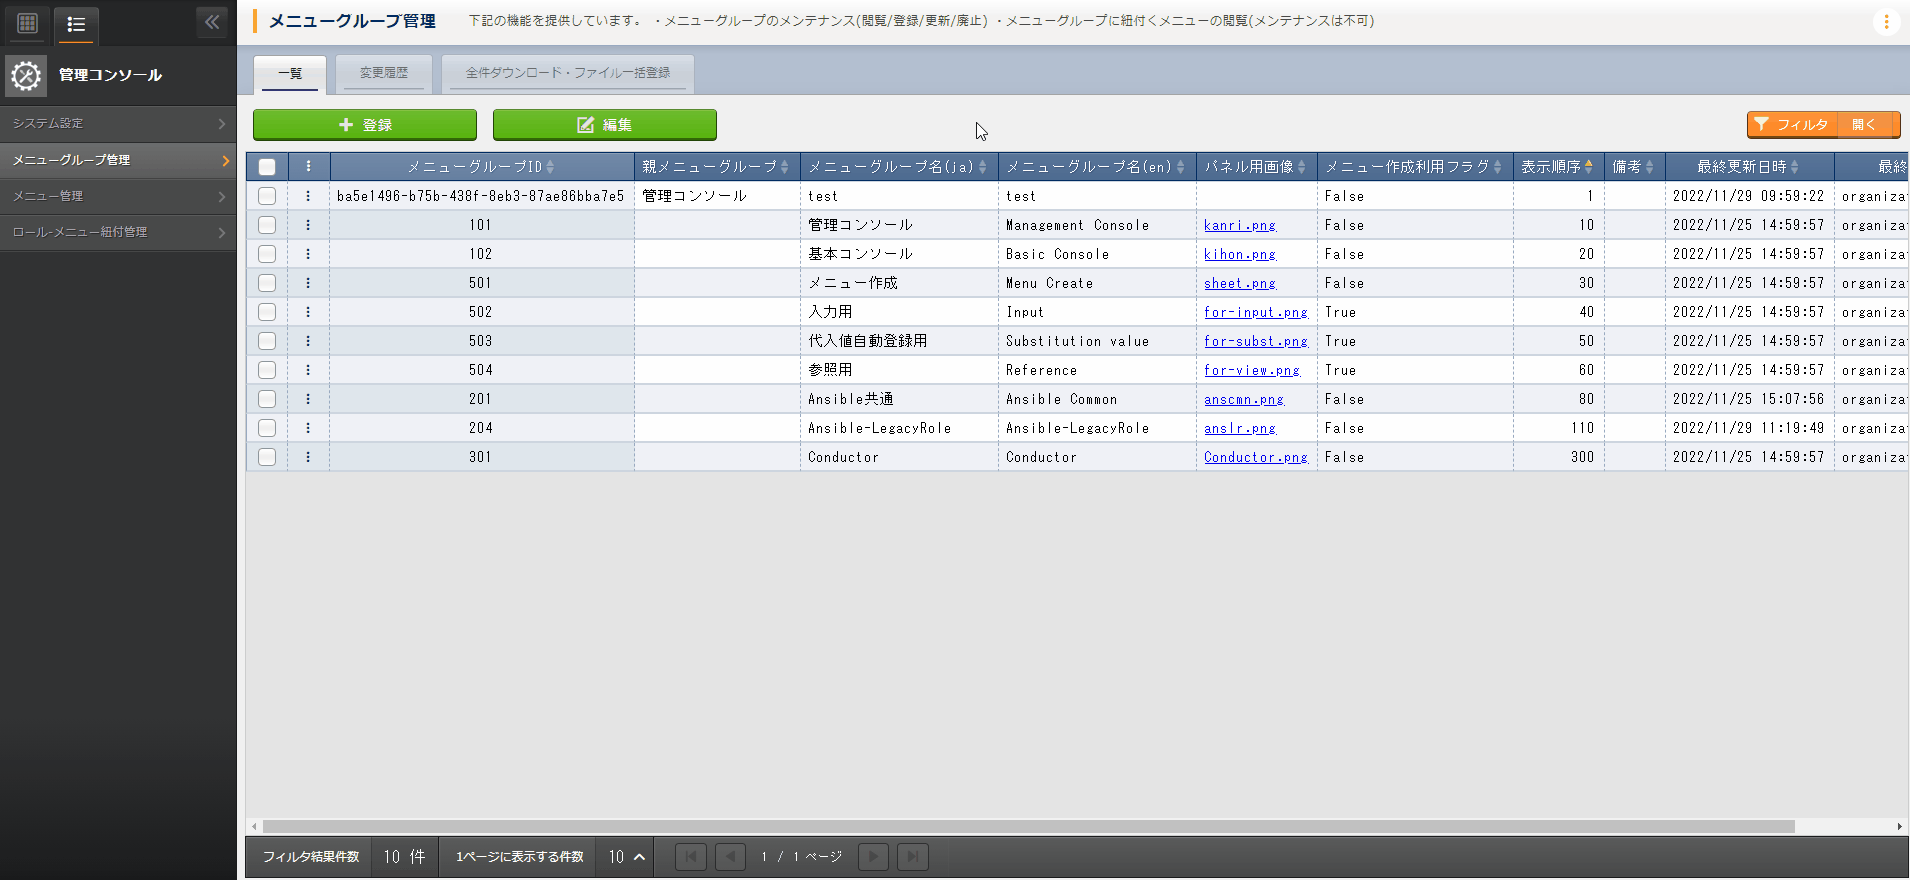 メニューグループ管理 下記の機能を提供しています。 ・メニューグループのメンテナンス(閲覧/登録/更新/廃止) ・メニューグループに紐付くメニューの閲覧(メンテナンスは不可)
管理コンソール
システム設定
メニューグループ管理
メニュー管理
ロール-メニュー紐付管理
一覧 変更履歴 全件ダウンロード・ファイル一括登録
登録 編集 フィルタ 開く
メニューグループID 親メニューグループ メニューグループ名(ja) メニューグループ名(en) パネル用画像 メニュー作成利用フラグ 表示順序 備考 最終更新日時 最終
ba5e1496-b75b-438f-8eb3-87ae86bba7e5 管理コンソール test test False 1 2022/11/29 09:59:22 organiza
101 管理コンソール Management Console kanri.png False 10 2022/11/25 14:59:57 organiza
102 基本コンソール Basic Console kihon.png False 20 2022/11/25 14:59:57 organiza
501 メニュー作成 Menu Create sheet.png False 30 2022/11/25 14:59:57 organiza
502 入力用 Input for-input.png True 40 2022/11/25 14:59:57 organiza
503 代入値自動登録用 Substitution value for-subst.png True 50 2022/11/25 14:59:57 organiza
504 参照用 Reference for-view.png True 60 2022/11/25 14:59:57 organiza
201 Ansible共通 Ansible Common anscmn.png False 80 2022/11/25 15:07:56 organiza
204 Ansible-LegacyRole Ansible-LegacyRole anslr.png False 110 2022/11/29 11:19:49 organiza
301 Conductor Conductor Conductor.png False 300 2022/11/25 14:59:57 organiza
フィルタ結果件数 10 件 1ページに表示する件数 10 1 / 1 ページ